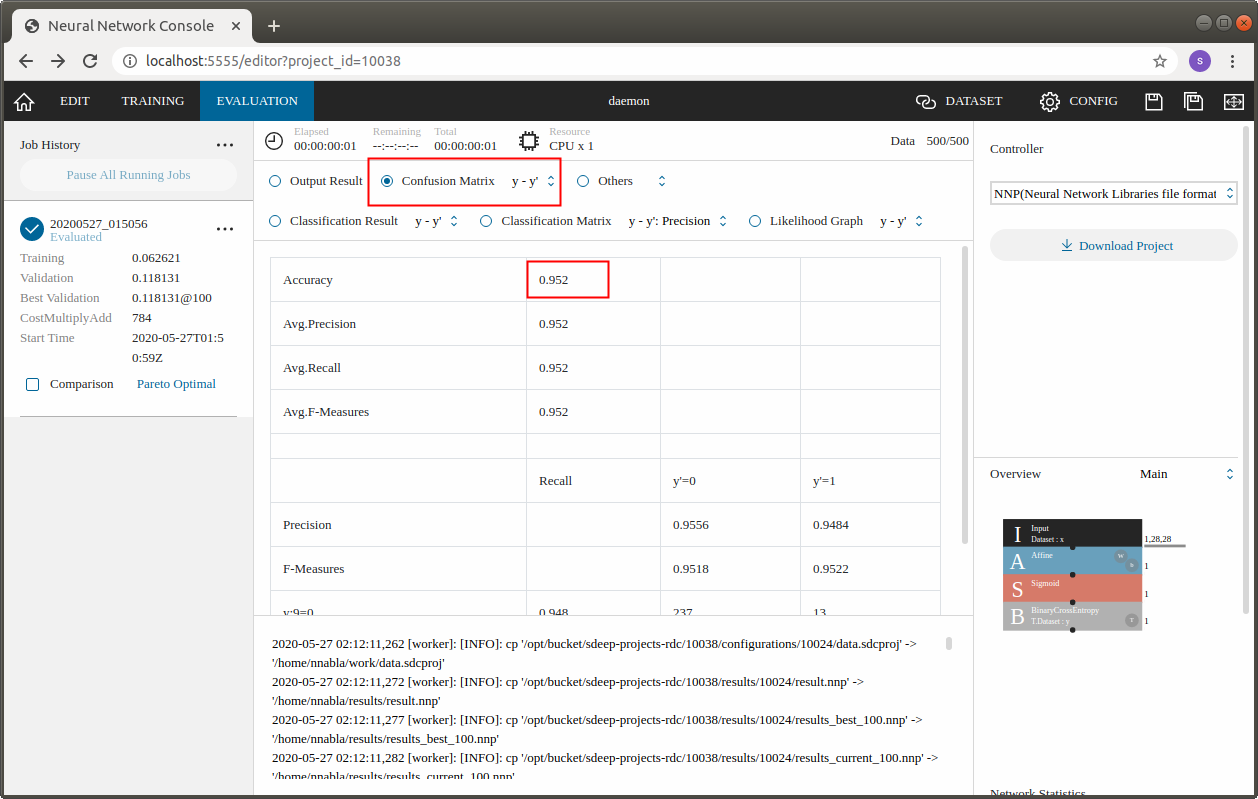 Neural Network Console
localhost:5555/editor?project_id=10038
S
EDIT TRAINING EVALUATION daemon DATASET CONFIG
Job History
Pause All Running Jobs
20200527_015056
Evaluated
Training 0.062621
Validation 0.118131
Best Validation 0.118131@100
CostMultiplyAdd 784
Start Time 2020-05-27T01:5
0:59Z
Comparison Pareto Optimal
Elapsed Remaining Total Resource
00:00:00:01 --:--:--:-- 00:00:00:01 CPU x 1
Data 500/500
Output Result Confusion Matrix y - y' Others
Classification Result y - y' Classification Matrix y - y': Precision Likelihood Graph y - y'
Accuracy 0.952
Avg.Precision 0.952
Avg.Recall 0.952
Avg.F-Measures 0.952
Recall y'=0 y'=1
Precision 0.9556 0.9484
F-Measures 0.9518 0.9522
y:9=0 0.948 237 13
2020-05-27 02:12:11,262 [worker]: [INFO]: cp '/opt/bucket/sdeep-projects-rdc/10038/configurations/10024/data.sdcproj' ->
'/home/nnabla/work/data.sdcproj'
2020-05-27 02:12:11,272 [worker]: [INFO]: cp '/opt/bucket/sdeep-projects-rdc/10038/results/10024/result.nnp' ->
'/home/nnabla/results/result.nnp'
2020-05-27 02:12:11,277 [worker]: [INFO]: cp '/opt/bucket/sdeep-projects-rdc/10038/results/10024/results_best_100.nnp' ->
'/home/nnabla/results/results_best_100.nnp'
2020-05-27 02:12:11,282 [worker]: [INFO]: cp '/opt/bucket/sdeep-projects-rdc/10038/results/10024/results_current_100.nnp' ->
'/home/nnabla/results/results_current_100.nnp'
Controller
NNP(Neural Network Libraries file format
Download Project
Overview Main
I Input
Dataset : x 1,28,28
A Affine W
B 1
S Sigmoid 1
B BinaryCrossEntropy
T.Dataset : y T 1
Network Statistics